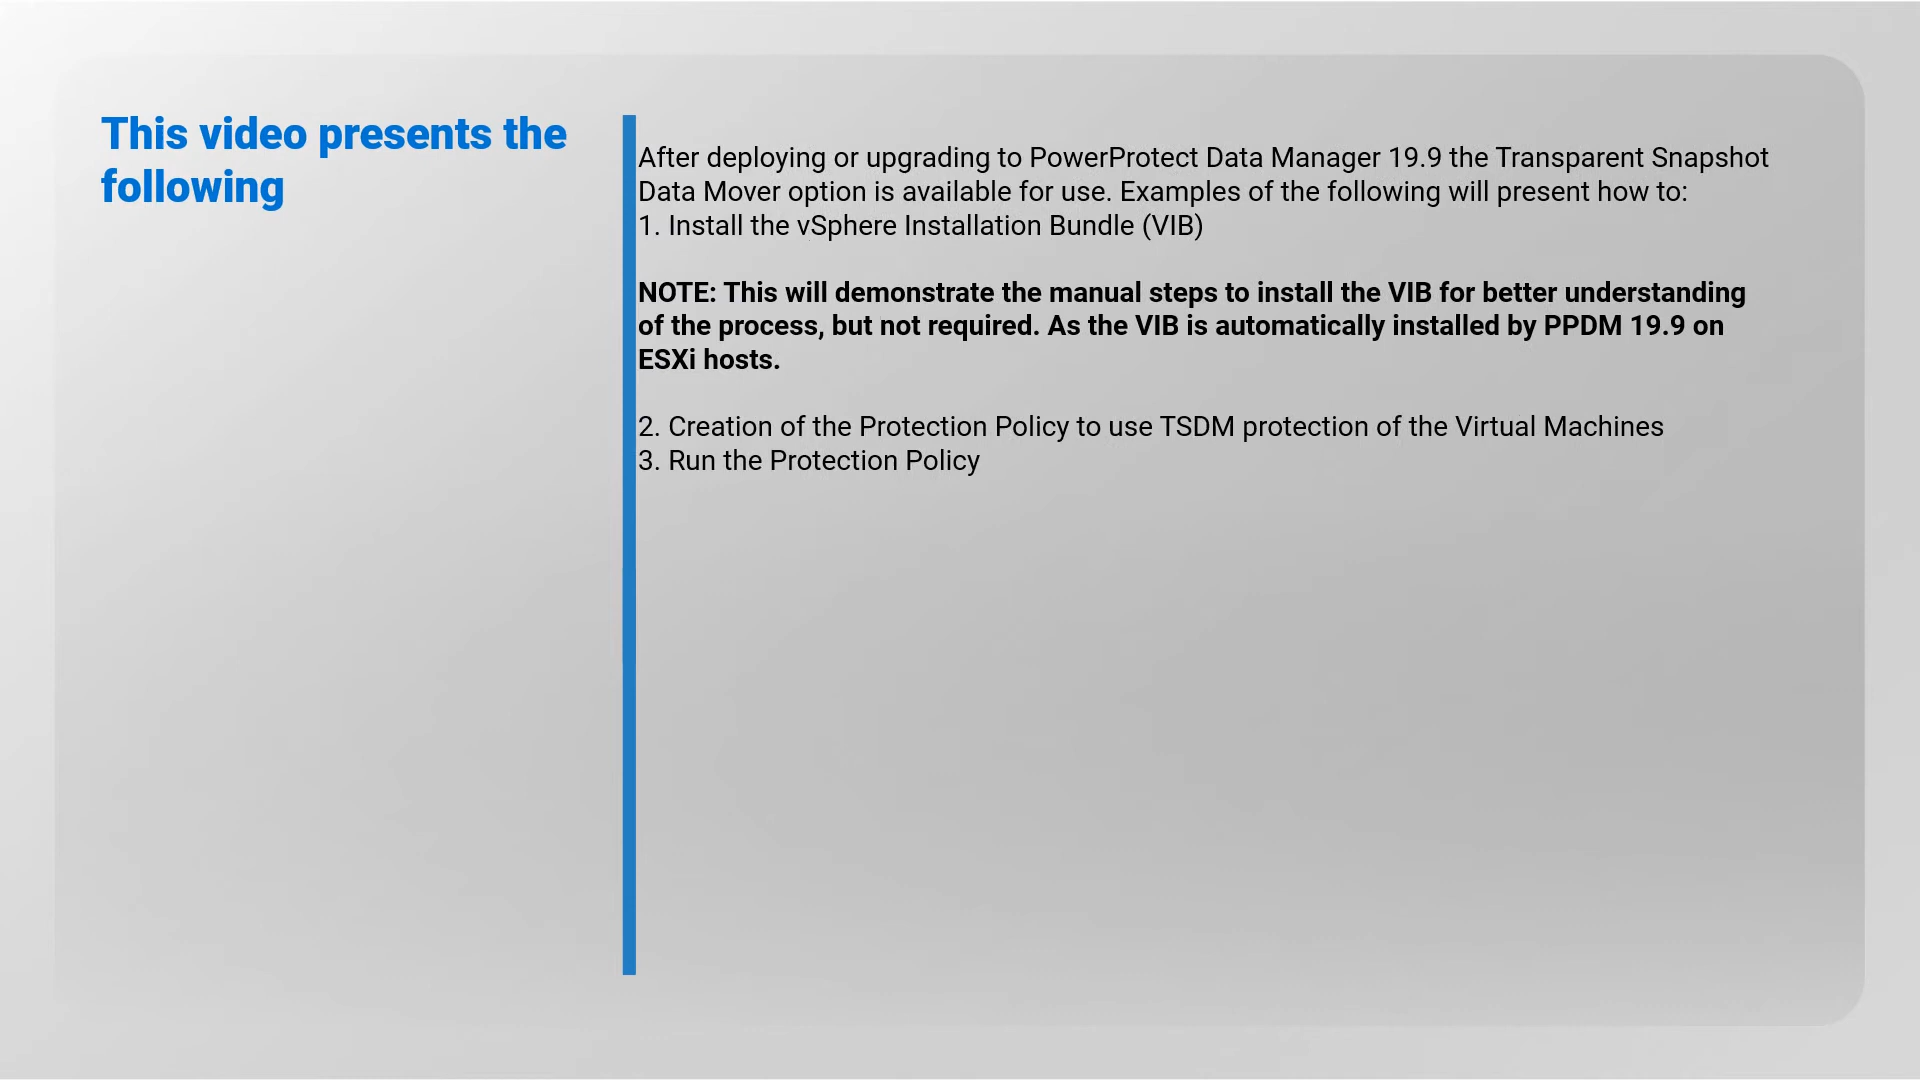 This video presents the
following
After deploying or upgrading to PowerProtect Data Manager 19.9 the Transparent Snapshot
Data Mover option is available for use. Examples of the following will present how to:
1. Install the vSphere Installation Bundle (VIB)
NOTE: This will demonstrate the manual steps to install the VIB for better understanding
of the process, but not required. As the VIB is automatically installed by PPDM 19.9 on
ESXi hosts.
2. Creation of the Protection Policy to use TSDM protection of the Virtual Machines
3. Run the Protection Policy